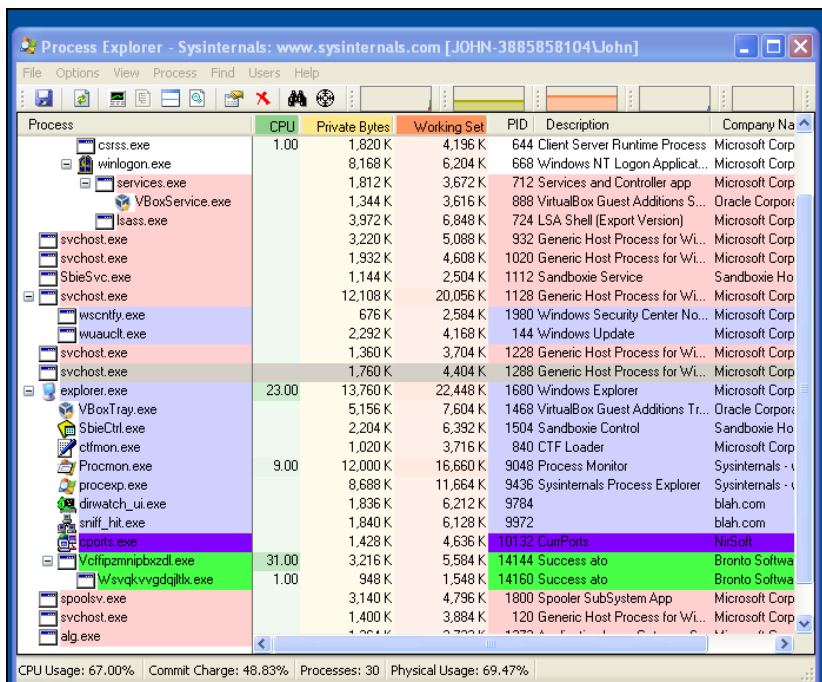 Process Explorer - Sysinternals: www.sysinternals.com [JOHN-3885858104\John]
File Options View Process Find Users Help
Process CPU Private Bytes Working Set PID Description Company Na
csrss.exe 1.00 1,820 K 4,196 K 644 Client Server Runtime Process Microsoft Corp
winlogon.exe 8,168 K 6,204 K 668 Windows NT Logon Applicat... Microsoft Corp
services.exe 1,812 K 3,672 K 712 Services and Controller app Microsoft Corp
VBoxService.exe 1,344 K 3,616 K 888 VirtualBox Guest Additions S... Oracle Corpora
lsass.exe 3,972 K 6,848 K 724 LSA Shell (Export Version) Microsoft Corp
svchost.exe 3,220 K 5,088 K 932 Generic Host Process for Wi... Microsoft Corp
svchost.exe 1,932 K 4,608 K 1020 Generic Host Process for Wi... Microsoft Corp
SbieSvc.exe 1,144 K 2,504 K 1112 Sandboxie Service Sandboxie Ho
svchost.exe 12,108 K 20,056 K 1128 Generic Host Process for Wi... Microsoft Corp
wscntfy.exe 676 K 2,584 K 1980 Windows Security Center No... Microsoft Corp
wuauclt.exe 2,292 K 4,168 K 144 Windows Update Microsoft Corp
svchost.exe 1,360 K 3,704 K 1228 Generic Host Process for Wi... Microsoft Corp
svchost.exe 1,760 K 4,404 K 1288 Generic Host Process for Wi... Microsoft Corp
explorer.exe 23.00 13,760 K 22,448 K 1680 Windows Explorer Microsoft Corp
VBoxTray.exe 5,156 K 7,604 K 1468 VirtualBox Guest Additions Tr... Oracle Corpora
SbieCtrl.exe 2,204 K 6,392 K 1504 Sandboxie Control Sandboxie Ho
ctfmon.exe 1,020 K 3,716 K 840 CTF Loader Microsoft Corp
Procmon.exe 9.00 12,000 K 16,660 K 9048 Process Monitor Sysinternals -
procexp.exe 8,688 K 11,664 K 9436 Sysinternals Process Explorer Sysinternals -
dirwatch_ui.exe 1,836 K 6,212 K 9784 blah.com
sniff_hit.exe 1,840 K 6,128 K 9972 blah.com
cports.exe 1,428 K 4,636 K 10132 CurrPorts NirSoft
Vcffipzmnipbxzdl.exe 31.00 3,216 K 5,584 K 14144 Success ato Bronto Softwa
Wsvqkvvgdqjltlx.exe 1.00 948 K 1,548 K 14160 Success ato Bronto Softwa
spoolsv.exe 3,140 K 4,796 K 1800 Spooler SubSystem App Microsoft Corp
svchost.exe 1,400 K 3,884 K 120 Generic Host Process for Wi... Microsoft Corp
alg.exe
CPU Usage: 67.00% Commit Charge: 48.83% Processes: 30 Physical Usage: 69.47%